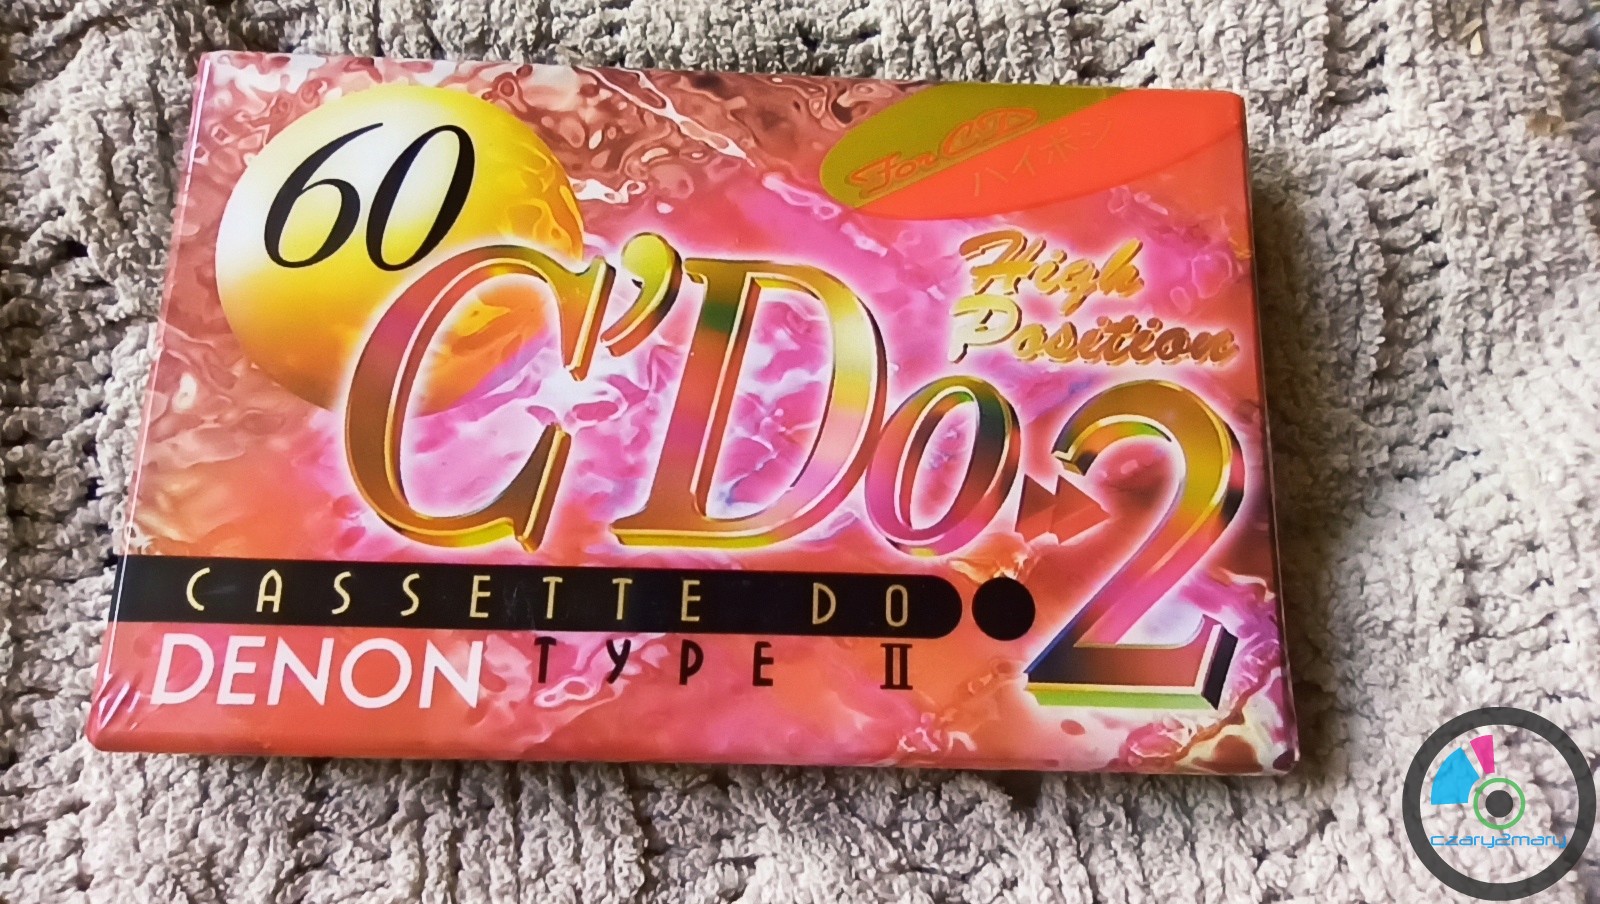 60
For CD
ハイポジ
C'Do
2
High
Position
CASSETTE DO
DENON TYPE II
czary2mary